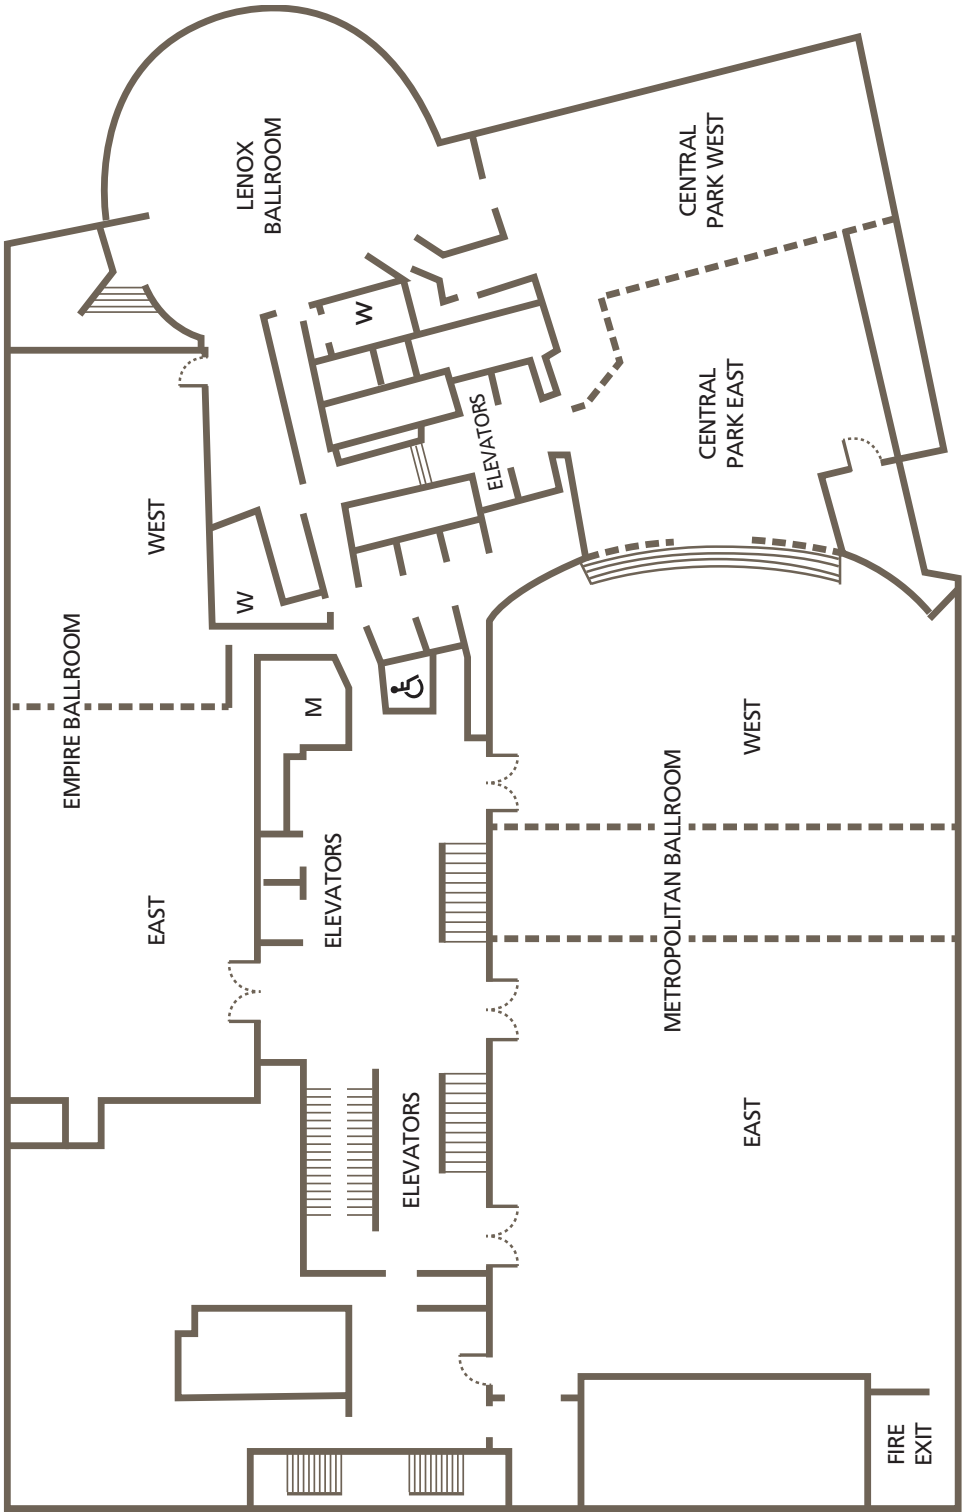 LENOX
BALLROOM
CENTRAL
PARK WEST
W
CENTRAL
PARK EAST
ELEVATORS
WEST
W
EMPIRE BALLROOM
M
WEST
EAST
ELEVATORS
METROPOLITAN BALLROOM
ELEVATORS
EAST
FIRE
EXIT